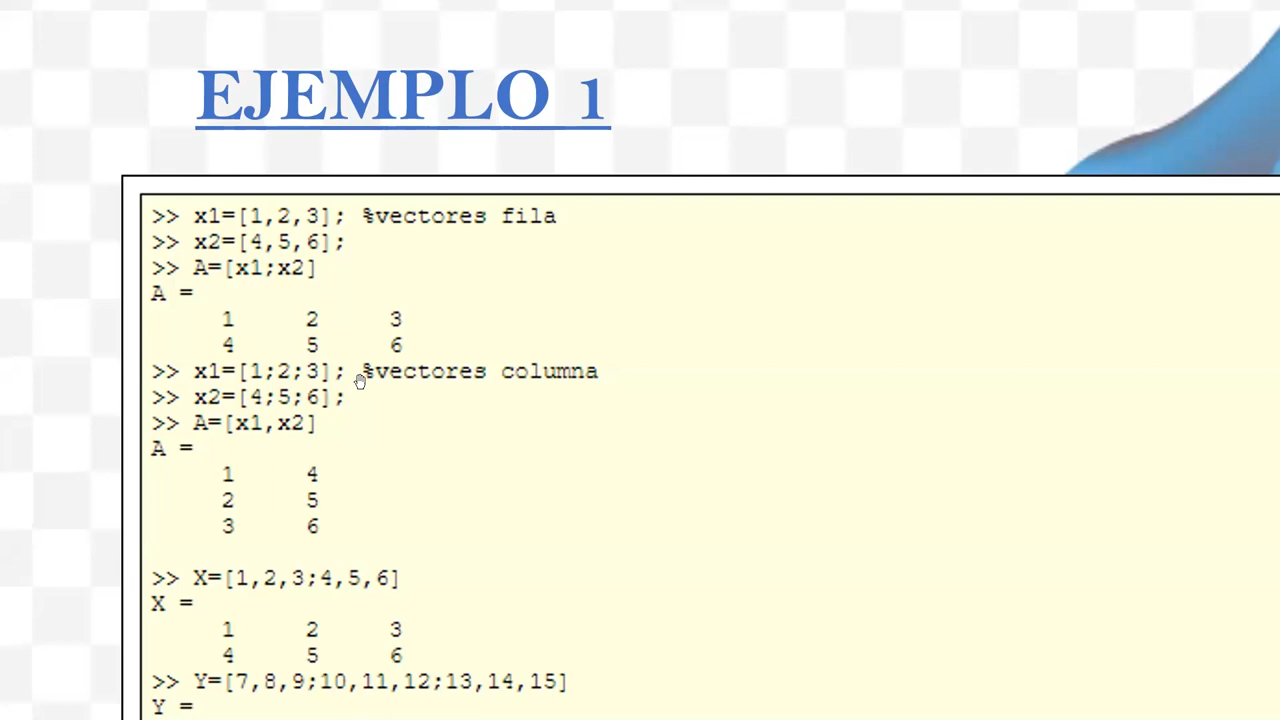 EJEMPLO 1
>> x1=[1,2,3]; %vectores fila
>> x2=[4,5,6];
>> A=[x1;x2]
A =
1 2 3
4 5 6
>> x1=[1;2;3]; %vectores columna
>> x2=[4;5;6];
>> A=[x1,x2]
A =
1 4
2 5
3 6
>> X=[1,2,3;4,5,6]
X =
1 2 3
4 5 6
>> Y=[7,8,9;10,11,12;13,14,15]
Y =